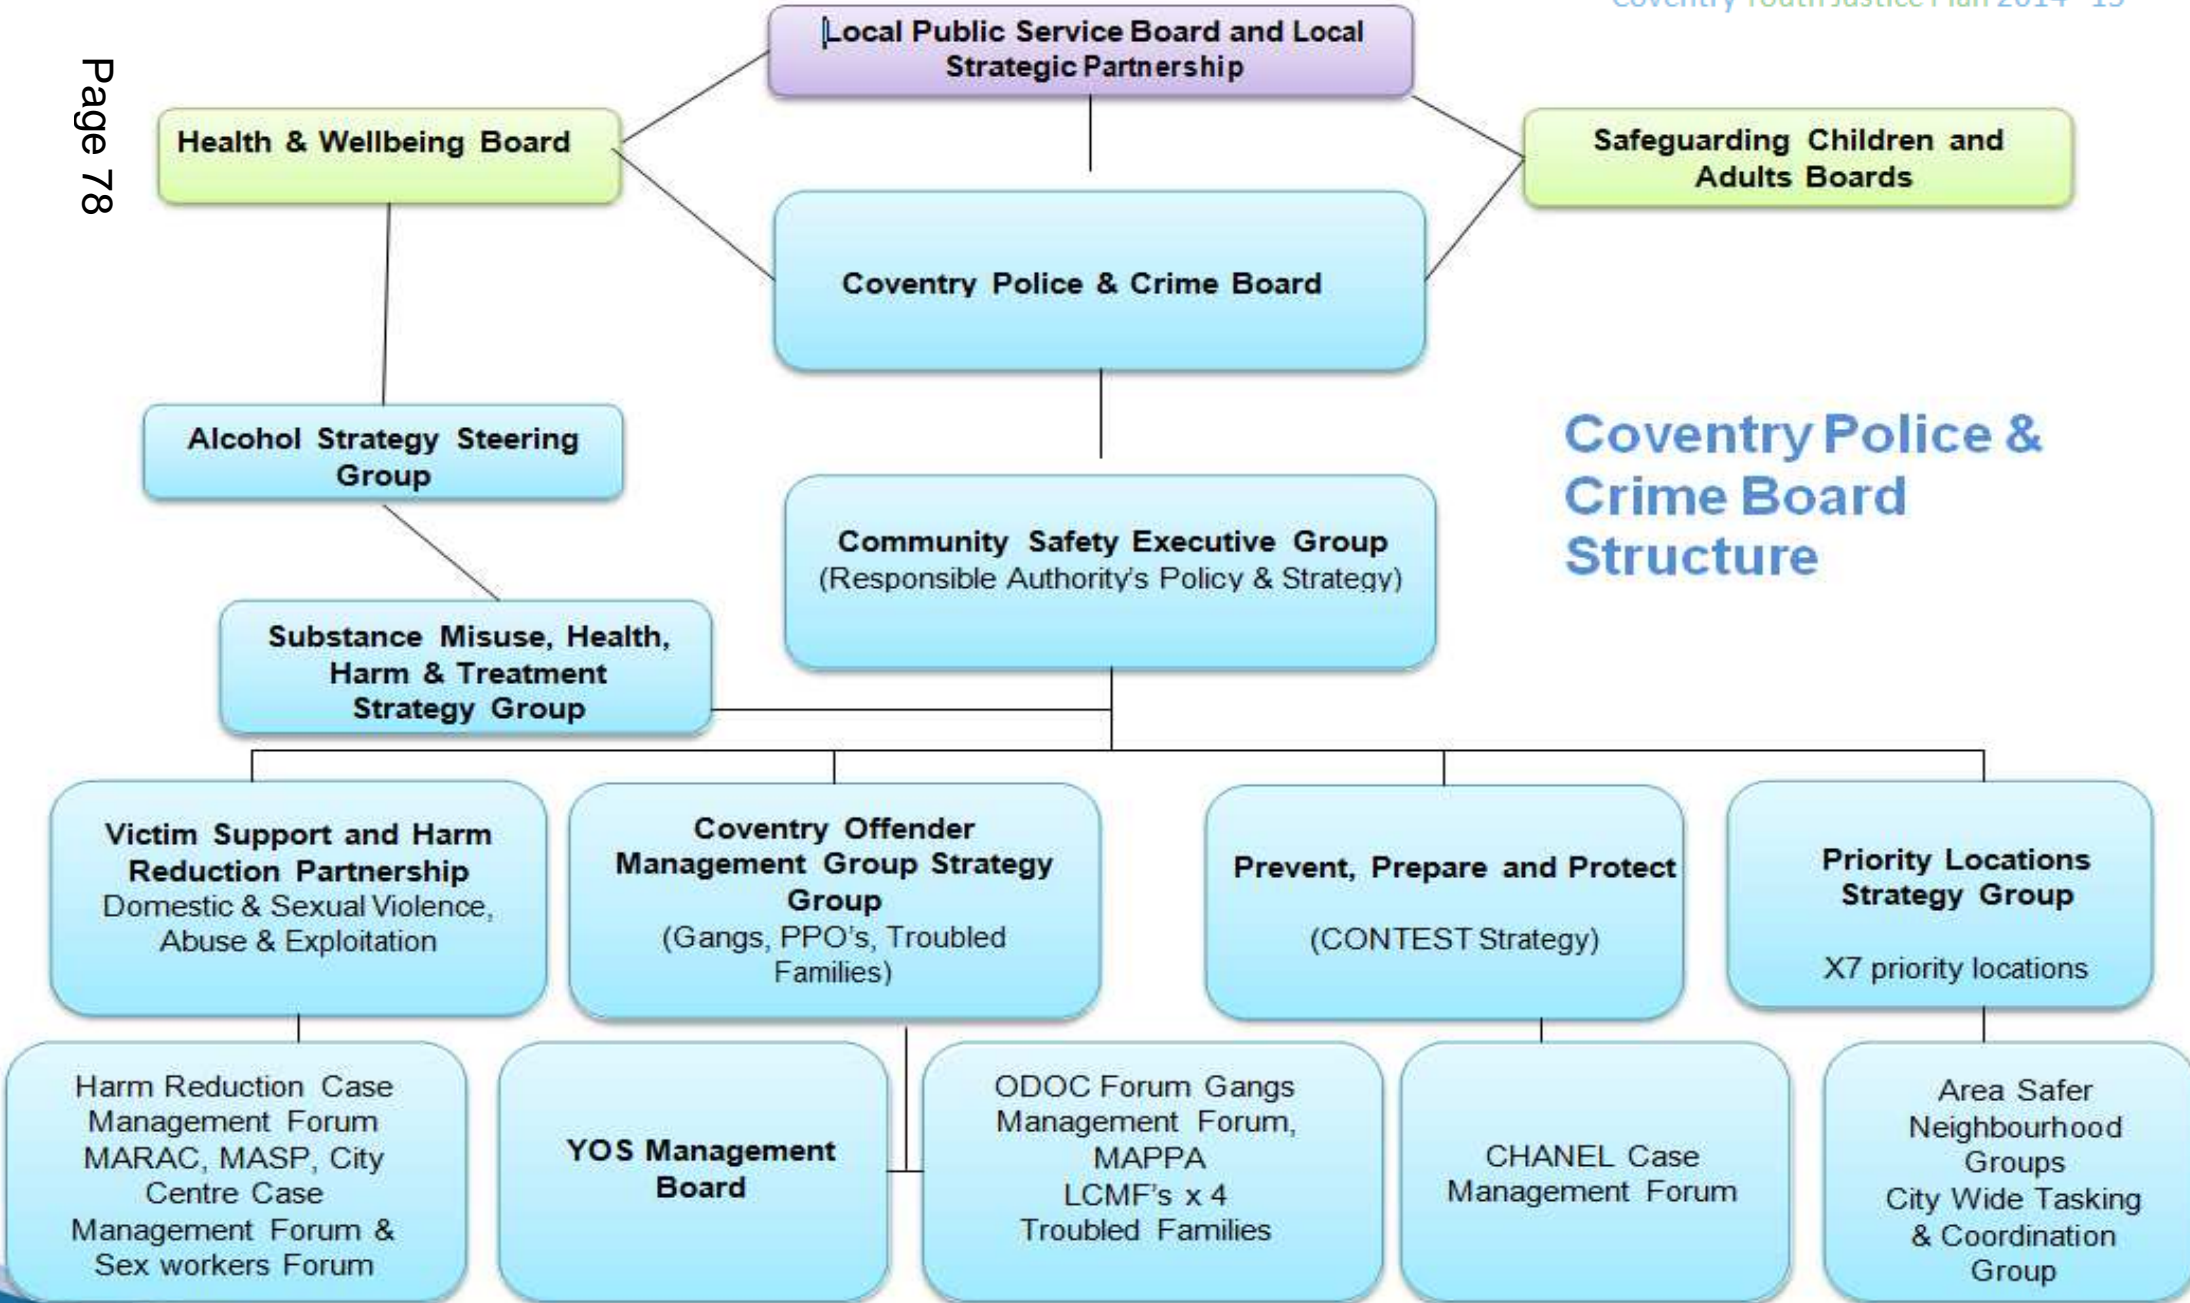 Coventry Youth Justice Plan 2014 - 15
Page 78
Local Public Service Board and Local
Strategic Partnership
Health & Wellbeing Board
Safeguarding Children and
Adults Boards
Coventry Police & Crime Board
Alcohol Strategy Steering
Group
Coventry Police &
Crime Board
Structure
Community Safety Executive Group
(Responsible Authority's Policy & Strategy)
Substance Misuse, Health,
Harm & Treatment
Strategy Group
Victim Support and Harm
Reduction Partnership
Domestic & Sexual Violence,
Abuse & Exploitation
Coventry Offender
Management Group Strategy
Group
(Gangs, PPO's, Troubled
Families)
Prevent, Prepare and Protect
(CONTEST Strategy)
Priority Locations
Strategy Group
X7 priority locations
Harm Reduction Case
Management Forum
MARAC, MASP, City
Centre Case
Management Forum &
Sex workers Forum
YOS Management
Board
ODOC Forum Gangs
Management Forum,
MAPPA
LCMF's x 4
Troubled Families
CHANEL Case
Management Forum
Area Safer
Neighbourhood
Groups
City Wide Tasking
& Coordination
Group